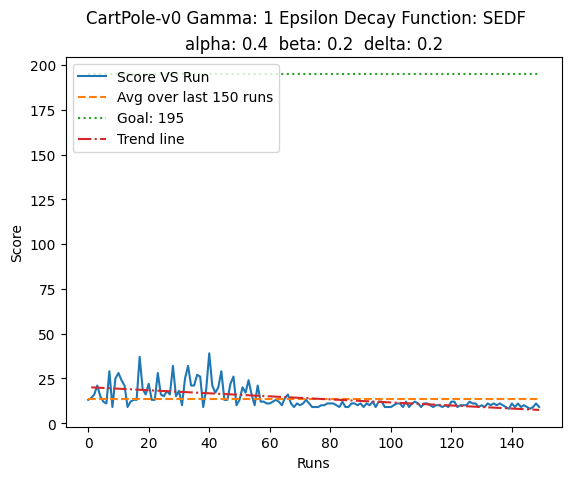 CartPole-v0 Gamma: 1 Epsilon Decay Function: SEDF
alpha: 0.4  beta: 0.2  delta: 0.2
Score VS Run
Avg over last 150 runs
Goal: 195
Trend line
200
175
150
125
100
75
50
25
0
Score
0 20 40 60 80 100 120 140
Runs